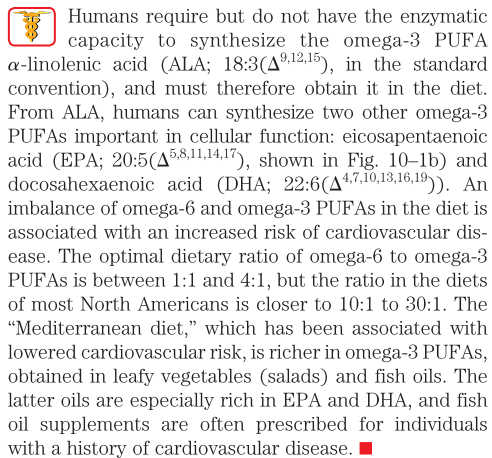 Humans require but do not have the enzymatic
capacity to synthesize the omega-3 PUFA
α-linolenic acid (ALA; 18:3(Δ⁹,¹²,¹⁵), in the standard
convention), and must therefore obtain it in the diet.
From ALA, humans can synthesize two other omega-3
PUFAs important in cellular function: eicosapentaenoic
acid (EPA; 20:5(Δ⁵,⁸,¹¹,¹⁴,¹⁷), shown in Fig. 10–1b) and
docosahexaenoic acid (DHA; 22:6(Δ⁴,⁷,¹⁰,¹³,¹⁶,¹⁹)). An
imbalance of omega-6 and omega-3 PUFAs in the diet is
associated with an increased risk of cardiovascular dis-
ease. The optimal dietary ratio of omega-6 to omega-3
PUFAs is between 1:1 and 4:1, but the ratio in the diets
of most North Americans is closer to 10:1 to 30:1. The
“Mediterranean diet,” which has been associated with
lowered cardiovascular risk, is richer in omega-3 PUFAs,
obtained in leafy vegetables (salads) and fish oils. The
latter oils are especially rich in EPA and DHA, and fish
oil supplements are often prescribed for individuals
with a history of cardiovascular disease. ■